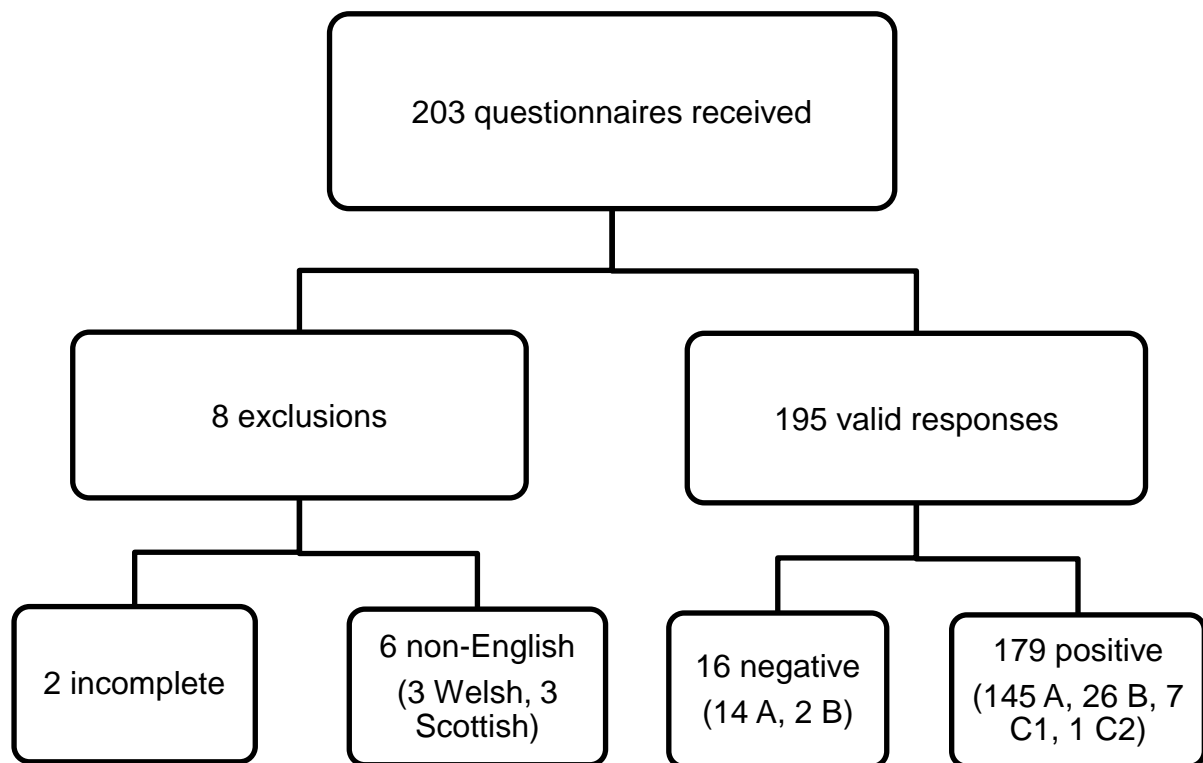 203 questionnaires received
8 exclusions
195 valid responses
2 incomplete
6 non-English
(3 Welsh, 3
Scottish)
16 negative
(14 A, 2 B)
179 positive
(145 A, 26 B, 7
C1, 1 C2)